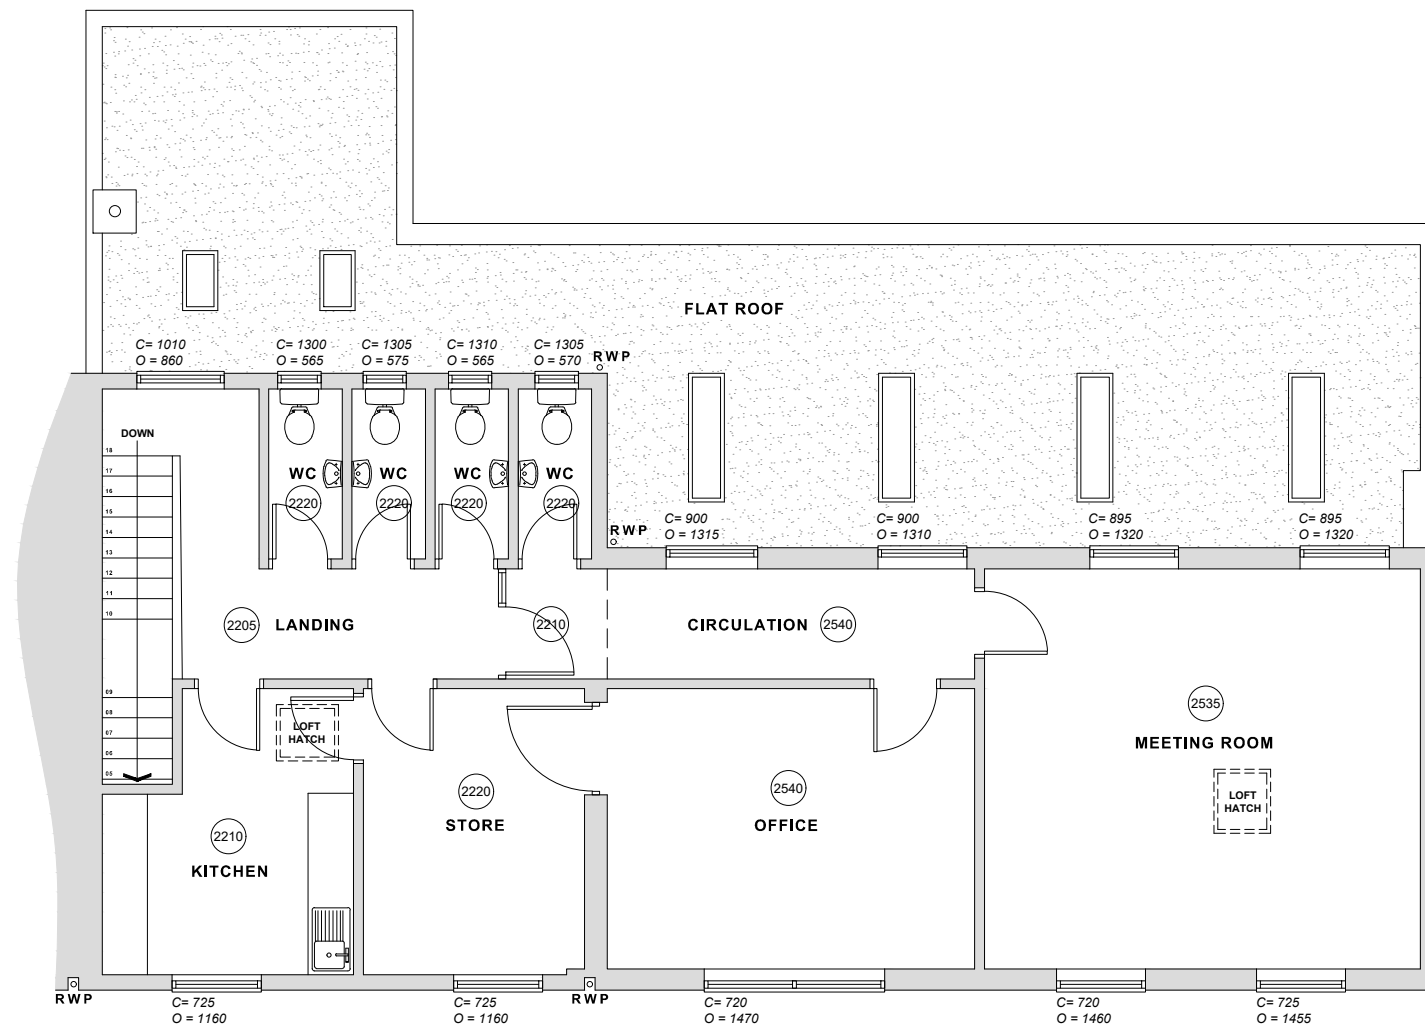 FLAT ROOF
C= 1010
O = 860
C= 1300
O = 565
C= 1305
O = 575
C= 1310
O = 565
C= 1305
O = 570
RWP
DOWN
18
17
16
15
14
13
12
11
10
09
08
07
06
05
WC
2220
WC
2220
WC
2220
WC
2220
RWP
C= 900
O = 1315
C= 900
O = 1310
C= 895
O = 1320
C= 895
O = 1320
2205 LANDING
2210
CIRCULATION 2540
LOFT
HATCH
2210
KITCHEN
2220
STORE
2540
OFFICE
2535
MEETING ROOM
LOFT
HATCH
RWP
C= 725
O = 1160
C= 725
O = 1160
RWP
C= 720
O = 1470
C= 720
O = 1460
C= 725
O = 1455